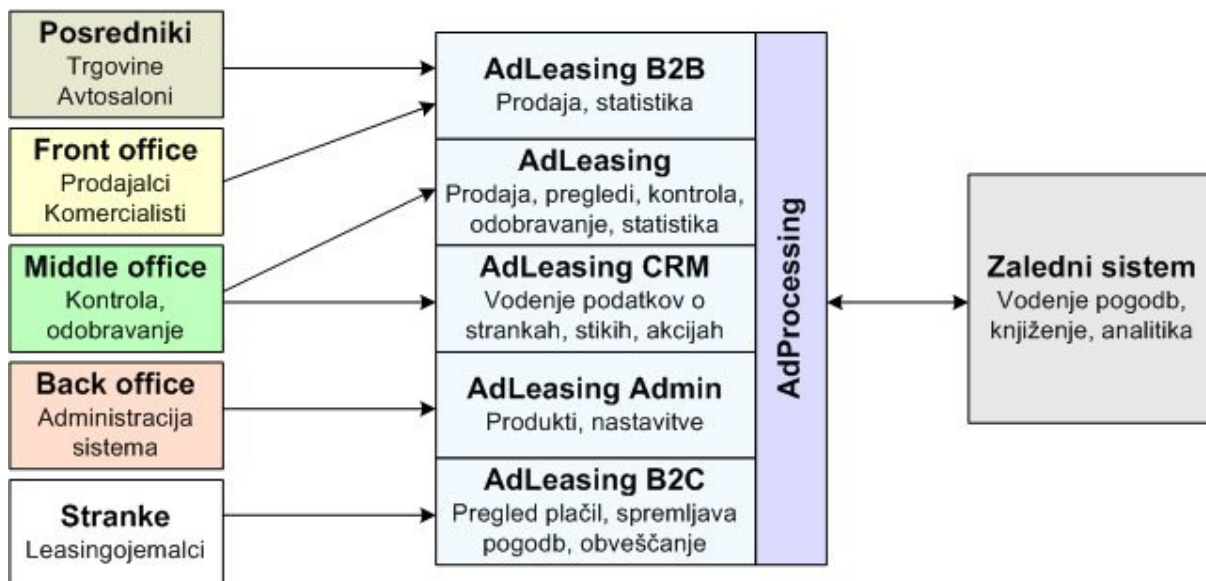 Posredniki
Trgovine
Avtosaloni
Front office
Prodajalci
Komercialisti
Middle office
Kontrola,
odobravanje
Back office
Administracija
sistema
Stranke
Leasingojemalci
AdLeasing B2B
Prodaja, statistika
AdLeasing
Prodaja, pregledi, kontrola,
odobravanje, statistika
AdLeasing CRM
Vodenje podatkov o
strankah, stikih, akcijah
AdLeasing Admin
Produkti, nastavitve
AdLeasing B2C
Pregled plačil, spremljava
pogodb, obveščanje
AdProcessing
Zaledni sistem
Vodenje pogodb,
knjiženje, analitika